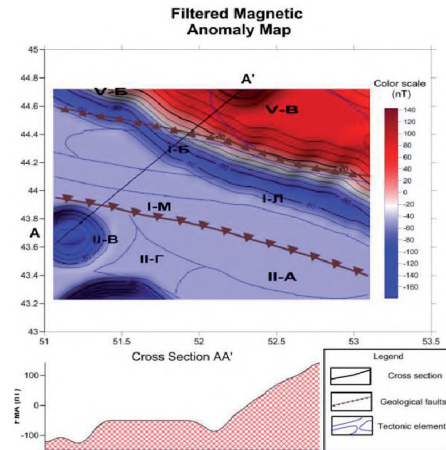 Filtered Magnetic
Anomaly Map
45
44.8
44.6
44.4
44.2
44
43.8
43.6
43.4
43.2
43
51
51.5
52
52.5
53
53.5
A'
V-Б
V-В
I-Б
I-Л
I-М
A
II-В
II-Г
II-А
Color scale
(nT)
140
120
100
80
60
40
20
0
-20
-40
-60
-80
-100
-120
-140
-160
Cross Section AA'
100
0
-100
Legend
Cross section
Geological faults
Tectonic element